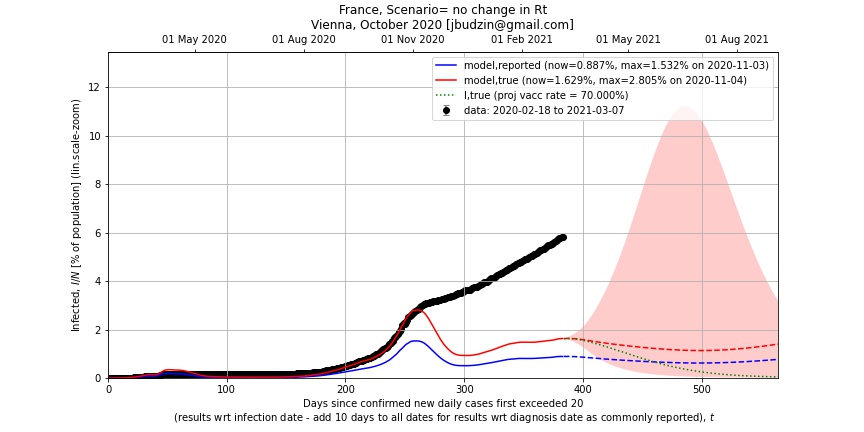 France, Scenario= no change in Rt
Vienna, October 2020 [jbudzin@gmail.com]
01 May 2020 01 Aug 2020 01 Nov 2020 01 Feb 2021 01 May 2021 01 Aug 2021
model,reported (now=0.887%, max=1.532% on 2020-11-03)
model,true (now=1.629%, max=2.805% on 2020-11-04)
I,true (proj vacc rate = 70.000%)
data: 2020-02-18 to 2021-03-07
Infected, I/N [% of population] (lin.scale-zoom)
12
10
8
6
4
2
0
0 100 200 300 400 500
Days since confirmed new daily cases first exceeded 20
(results wrt infection date - add 10 days to all dates for results wrt diagnosis date as commonly reported), t